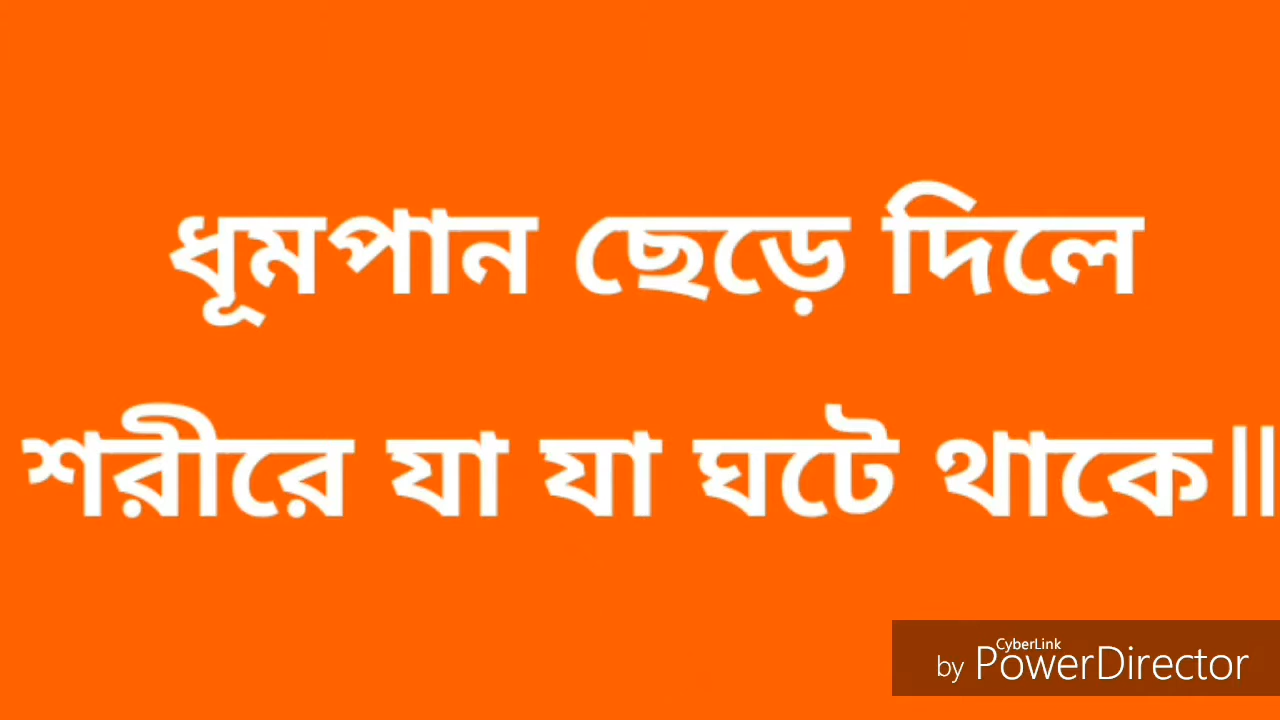 ধূমপান ছেড়ে দিলে
শরীরে যা যা ঘটে থাকে॥
CyberLink
by PowerDirector